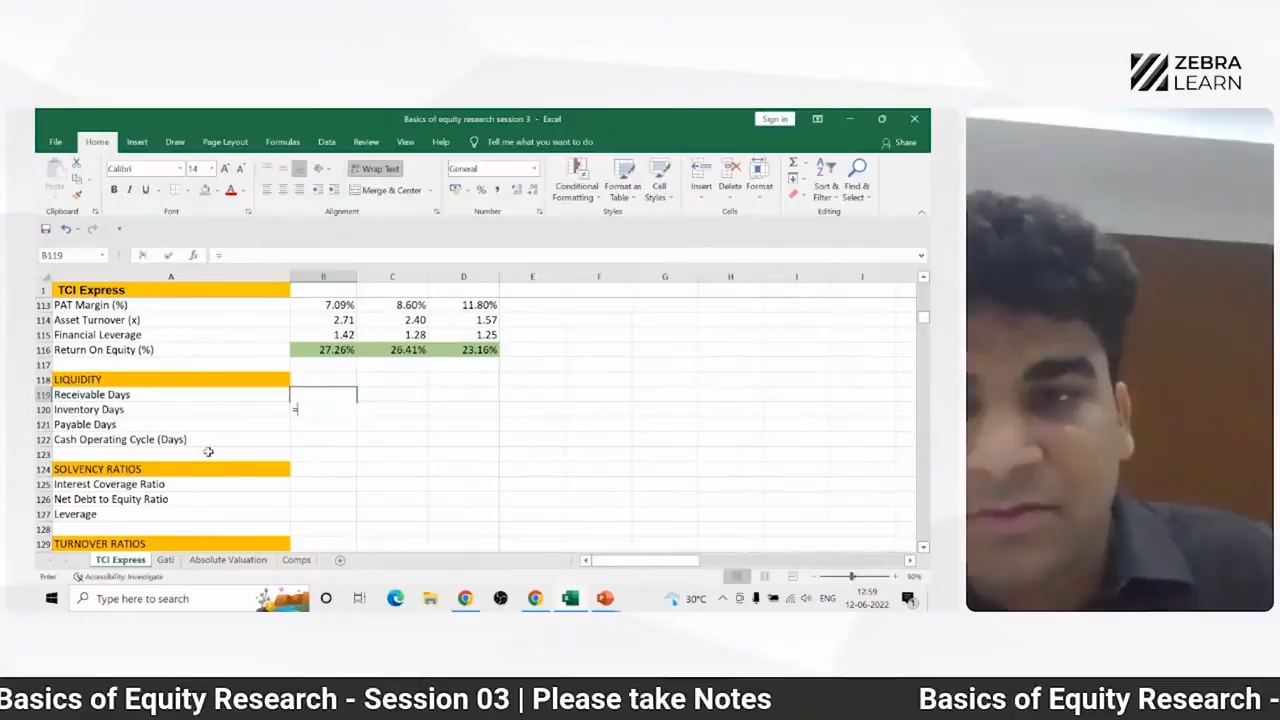 ZEBRA
LEARN
Basics of equity research session 3 - Excel
Sign in
File Home Insert Draw Page Layout Formulas Data Review View Help Tell me what you want to do Share
Paste Calibri 14 A A Wrap Text General Conditional Format as Cell Insert Delete Format Sort & Find &
B I U A Merge & Center % Formatting Table Styles Filter Select
Clipboard Font Alignment Number Styles Cells Editing
B119 fx =
A B C D E F G H I
1 TCI Express
113 PAT Margin (%) 7.09% 8.60% 11.80%
114 Asset Turnover (x) 2.71 2.40 1.57
115 Financial Leverage 1.42 1.28 1.25
116 Return On Equity (%) 27.26% 26.41% 23.16%
117
118 LIQUIDITY
119 Receivable Days
120 Inventory Days =
121 Payable Days
122 Cash Operating Cycle (Days)
123
124 SOLVENCY RATIOS
125 Interest Coverage Ratio
126 Net Debt to Equity Ratio
127 Leverage
128
129 TURNOVER RATIOS
TCI Express Gati Absolute Valuation Comps
Enter Accessibility: Investigate 90%
Type here to search 30°C ENG 12:59
12-06-2022
Basics of Equity Research - Session 03 | Please take Notes Basics of Equity Research -